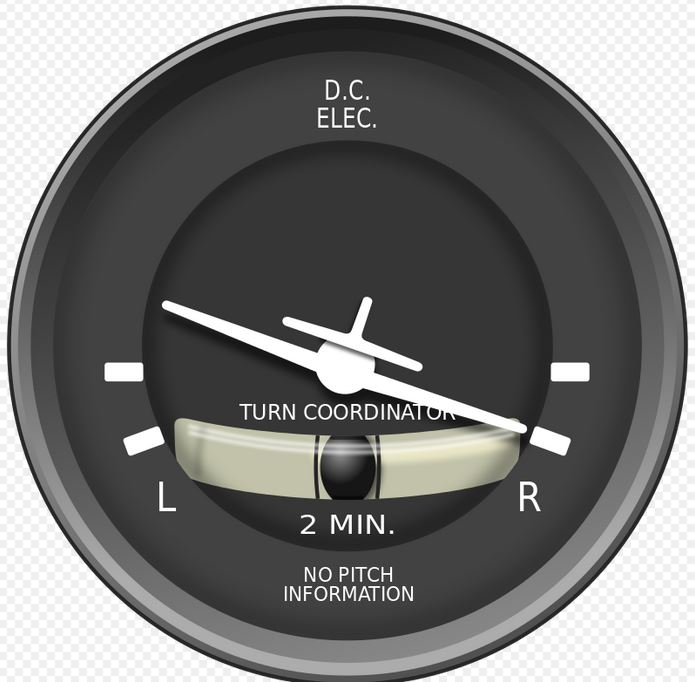 D.C.
ELEC.
TURN COORDINATOR
L
R
2 MIN.
NO PITCH
INFORMATION